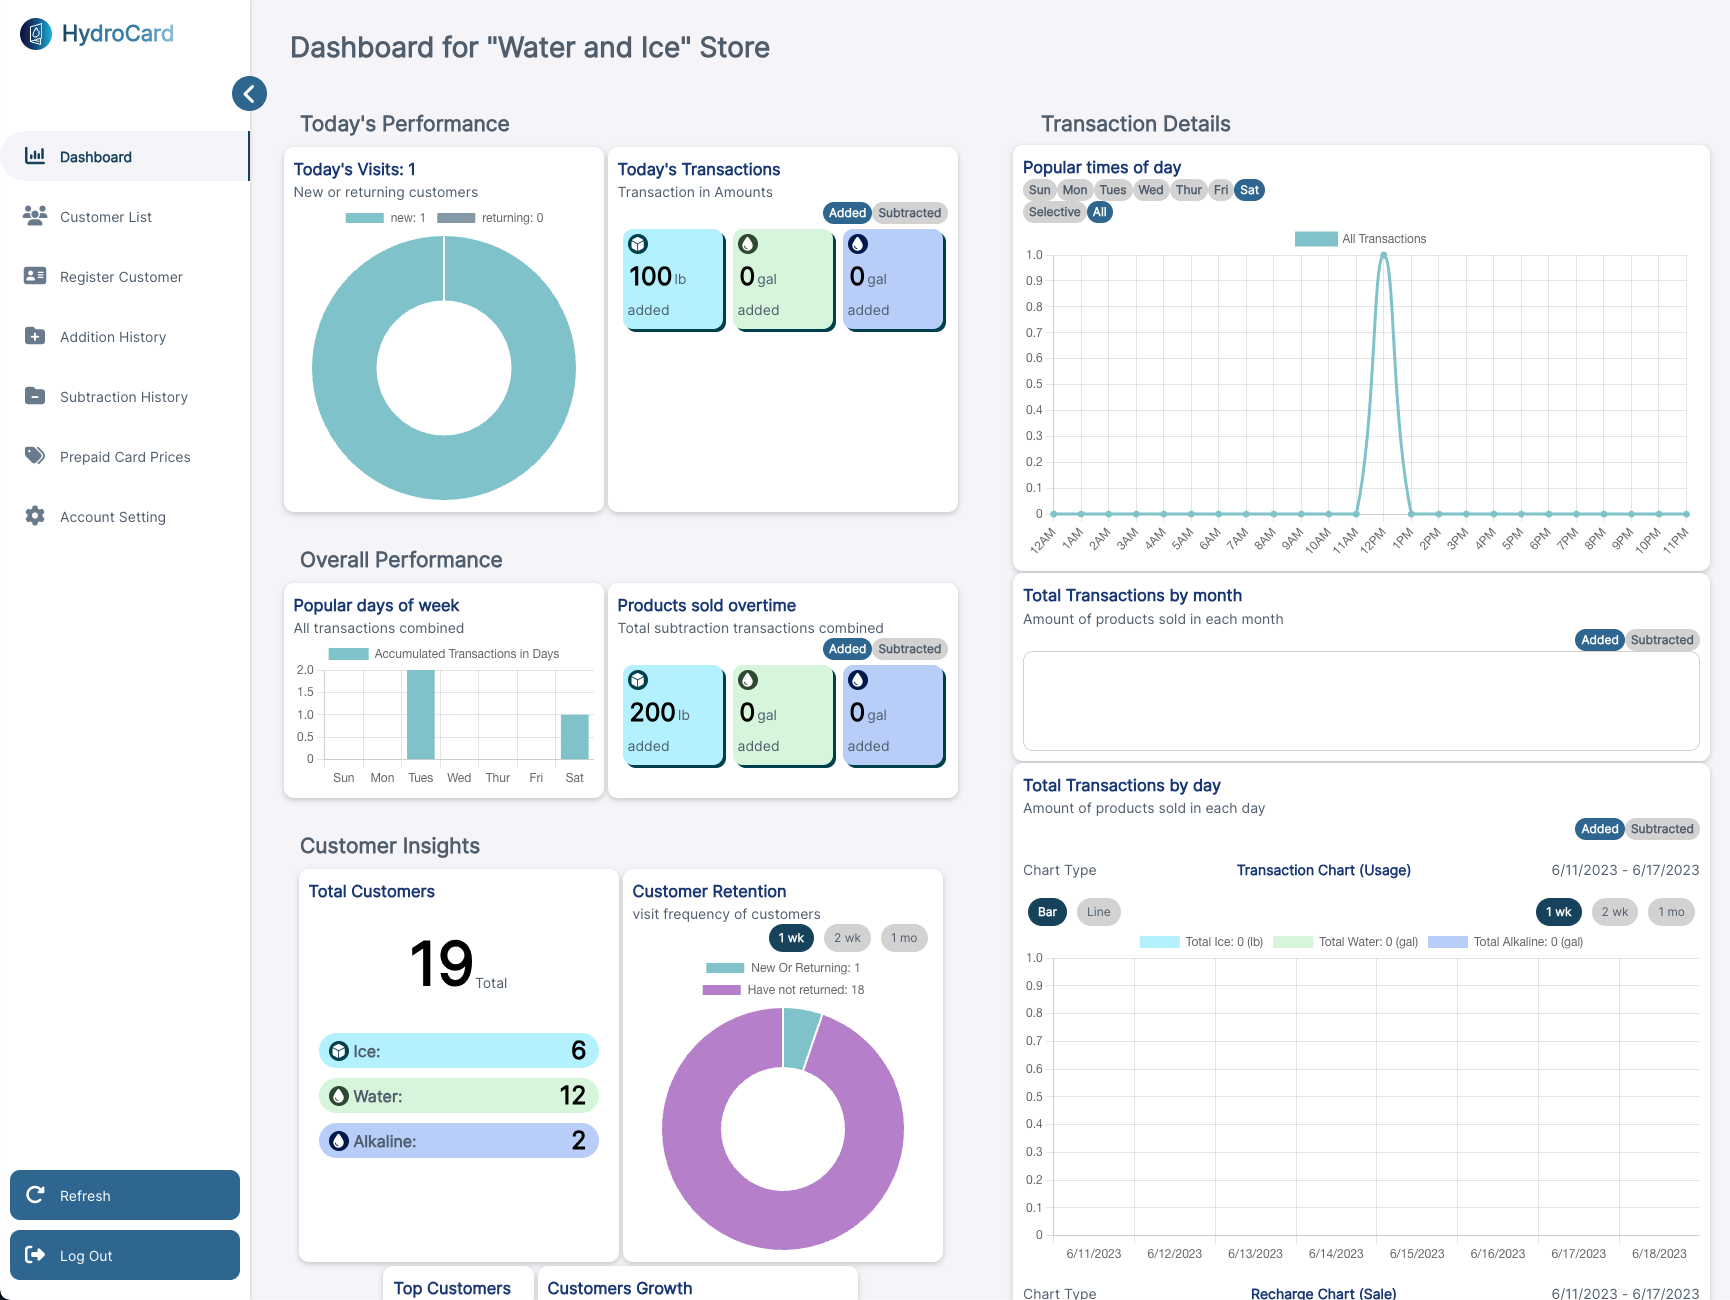 HydroCard
Dashboard
Customer List
Register Customer
Addition History
Subtraction History
Prepaid Card Prices
Account Setting
Refresh
Log Out
Dashboard for "Water and Ice" Store
Today's Performance
Today's Visits: 1
New or returning customers
new: 1 returning: 0
Today's Transactions
Transaction in Amounts
Added Subtracted
100 lb
added
0 gal
added
0 gal
added
Overall Performance
Popular days of week
All transactions combined
Accumulated Transactions in Days
2.0
1.5
1.0
0.5
0
Sun Mon Tues Wed Thur Fri Sat
Products sold overtime
Total subtraction transactions combined
Added Subtracted
200 lb
added
0 gal
added
0 gal
added
Customer Insights
Total Customers
19 Total
Ice: 6
Water: 12
Alkaline: 2
Customer Retention
visit frequency of customers
1 wk 2 wk 1 mo
New Or Returning: 1
Have not returned: 18
Top Customers
Customers Growth
Transaction Details
Popular times of day
Sun Mon Tues Wed Thur Fri Sat
Selective All
All Transactions
1.0
0.9
0.8
0.7
0.6
0.5
0.4
0.3
0.2
0.1
0
12AM 1AM 2AM 3AM 4AM 5AM 6AM 7AM 8AM 9AM 10AM 11AM 12PM 1PM 2PM 3PM 4PM 5PM 6PM 7PM 8PM 9PM 10PM 11PM
Total Transactions by month
Amount of products sold in each month
Added Subtracted
Total Transactions by day
Amount of products sold in each day
Added Subtracted
Chart Type Transaction Chart (Usage) 6/11/2023 - 6/17/2023
Bar Line 1 wk 2 wk 1 mo
Total Ice: 0 (lb) Total Water: 0 (gal) Total Alkaline: 0 (gal)
1.0
0.9
0.8
0.7
0.6
0.5
0.4
0.3
0.2
0.1
0
6/11/2023 6/12/2023 6/13/2023 6/14/2023 6/15/2023 6/16/2023 6/17/2023 6/18/2023
Chart Type Recharge Chart (Sale) 6/11/2023 - 6/17/2023